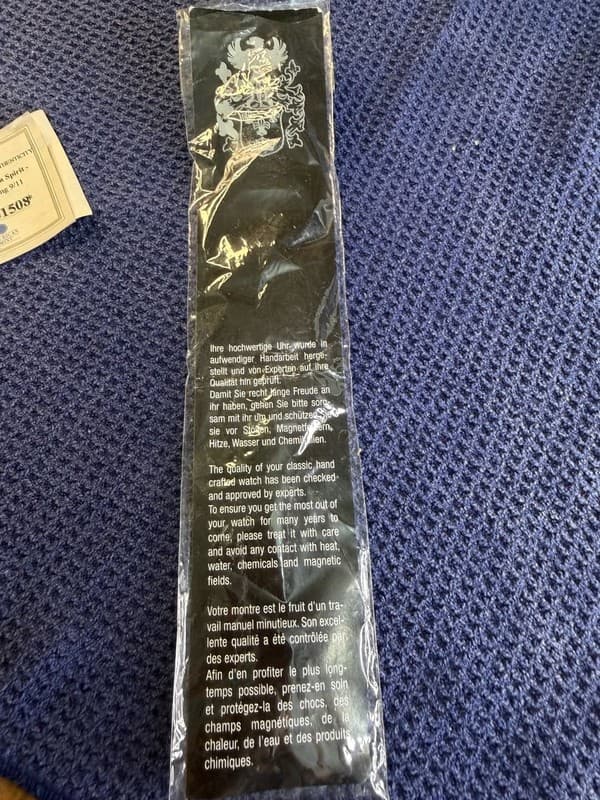 THENTICITY
Spirit -
ng 9/11
1508
Ihre hochwertige Uhr wurde in
aufwendiger Handarbeit herge-
stellt und von Experten auf ihre
Qualität hin geprüft.
Damit Sie recht lange Freude an
ihr haben, gehen Sie bitte sorg-
sam mit ihr um und schützen Sie
sie vor Stößen, Magnetfeldern,
Hitze, Wasser und Chemikalien.
The quality of your classic hand
crafted watch has been checked
and approved by experts.
To ensure you get the most out of
your watch for many years to
come, please treat it with care
and avoid any contact with heat,
water, chemicals and magnetic
fields.
Votre montre est le fruit d'un tra-
vail manuel minutieux. Son excel-
lente qualité a été contrôlée par
des experts.
Afin d'en profiter le plus long-
temps possible, prenez-en soin
et protégez-la des chocs, des
champs magnétiques, de la
chaleur, de l'eau et des produits
chimiques.